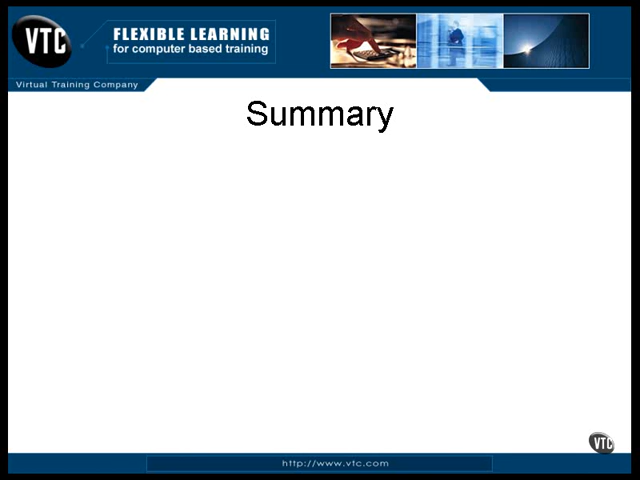 VTC
FLEXIBLE LEARNING
for computer based training
Virtual Training Company
Summary
VTC
http://www.vtc.com